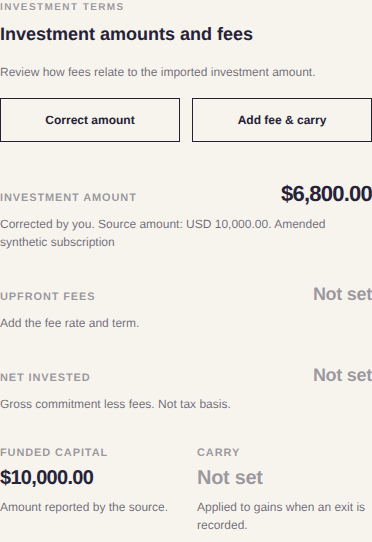 INVESTMENT TERMS
Investment amounts and fees
Review how fees relate to the imported investment amount.
Correct amount
Add fee & carry
INVESTMENT AMOUNT
$6,800.00
Corrected by you. Source amount: USD 10,000.00. Amended
synthetic subscription
UPFRONT FEES
Not set
Add the fee rate and term.
NET INVESTED
Not set
Gross commitment less fees. Not tax basis.
FUNDED CAPITAL
$10,000.00
Amount reported by the source.
CARRY
Not set
Applied to gains when an exit is
recorded.